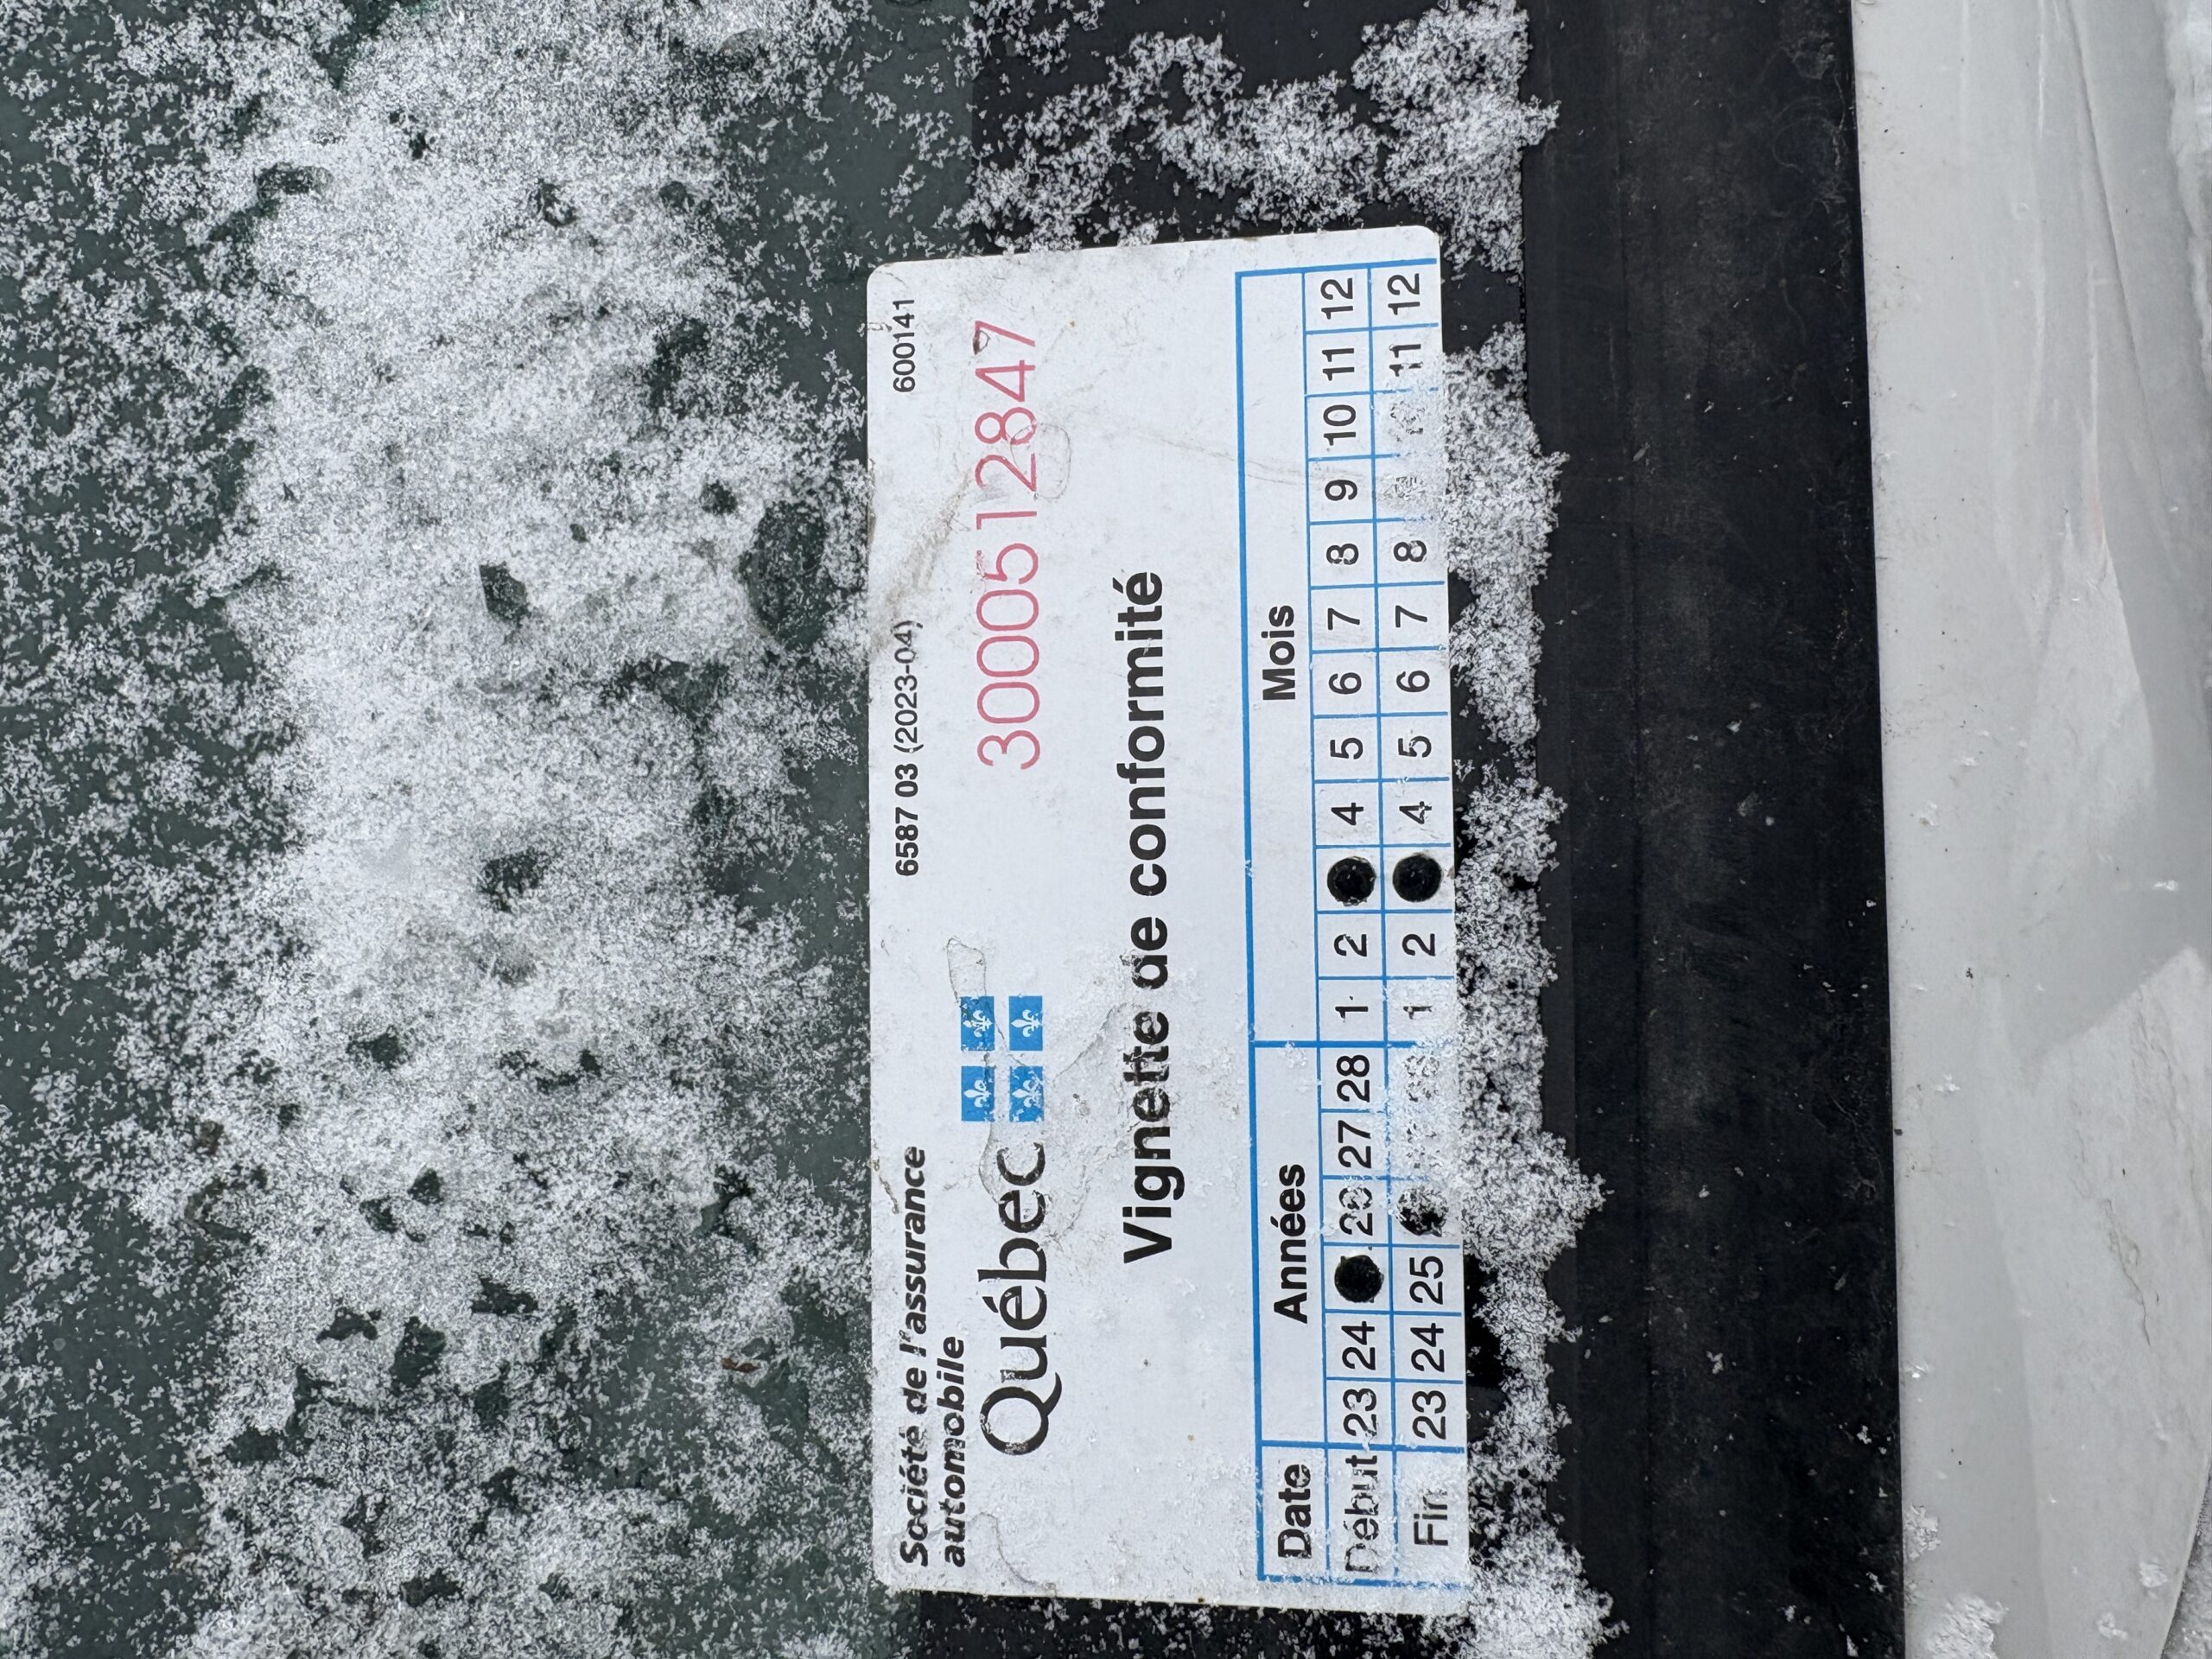 Société de l'assurance
automobile
Québec
6587 03 (2023-04)
600141
3000512847
Vignette de conformité
Date Années Mois
Début 23 24 26 27 28 1 2 4 5 6 7 8 9 10 11 12
Fin 23 24 25 1 2 4 5 6 7 8 11 12